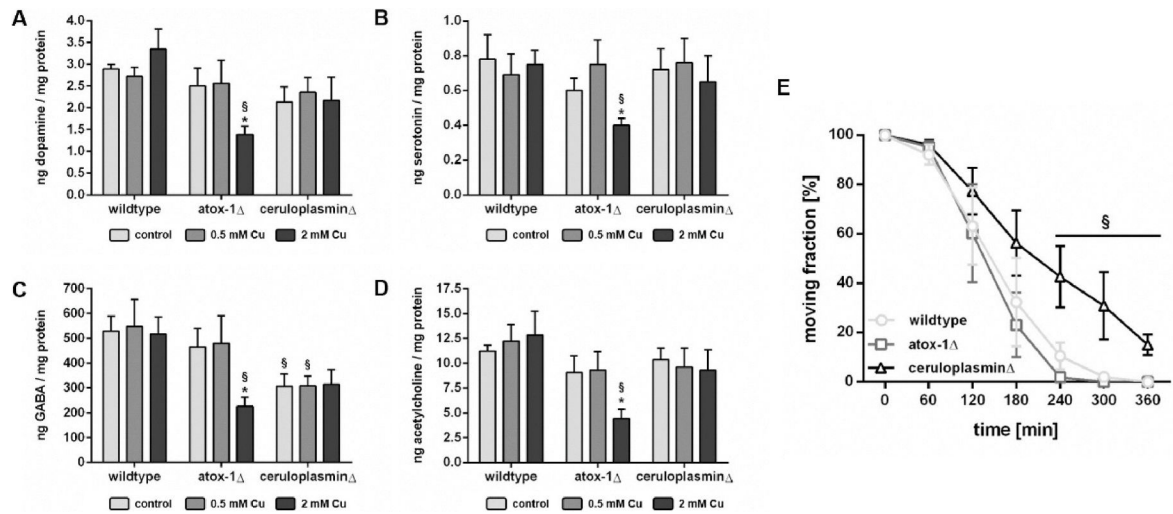 A
ng dopamine / mg protein
4.0
3.5
3.0
2.5
2.0
1.5
1.0
0.5
0.0
§
*
wildtype atox-1Δ ceruloplasminΔ
control 0.5 mM Cu 2 mM Cu
B
ng serotonin / mg protein
1.0
0.8
0.6
0.4
0.2
0.0
§
*
wildtype atox-1Δ ceruloplasminΔ
control 0.5 mM Cu 2 mM Cu
C
ng GABA / mg protein
700
600
500
400
300
200
100
0
§
*
§ §
wildtype atox-1Δ ceruloplasminΔ
control 0.5 mM Cu 2 mM Cu
D
ng acetylcholine / mg protein
17.5
15.0
12.5
10.0
7.5
5.0
2.5
0.0
§
*
wildtype atox-1Δ ceruloplasminΔ
control 0.5 mM Cu 2 mM Cu
E
moving fraction [%]
100
80
60
40
20
0
§
wildtype
atox-1Δ
ceruloplasminΔ
0 60 120 180 240 300 360
time [min]